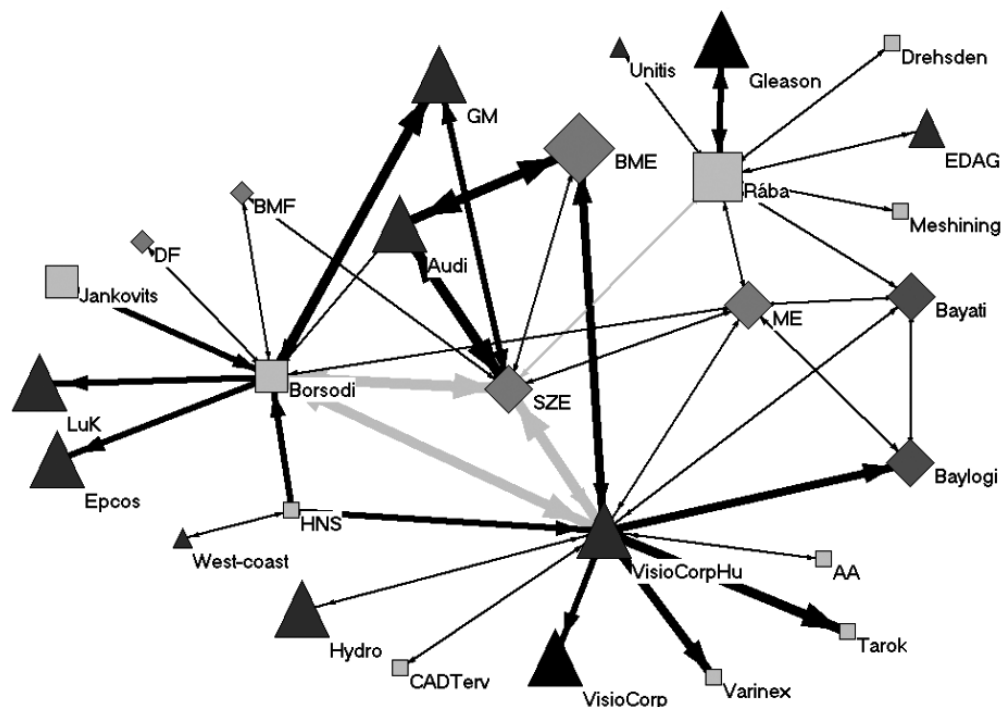 Drehsden
Unitis
Gleason
GM
EDAG
BME
Rába
BMF
Meshining
DF
Audi
Jankovits
ME
Bayati
Borsodi
SZE
LuK
Baylogi
Epcos
HNS
West-coast
VisioCorpHu
AA
Hydro
Tarok
CADTerv
Varinex
VisioCorp